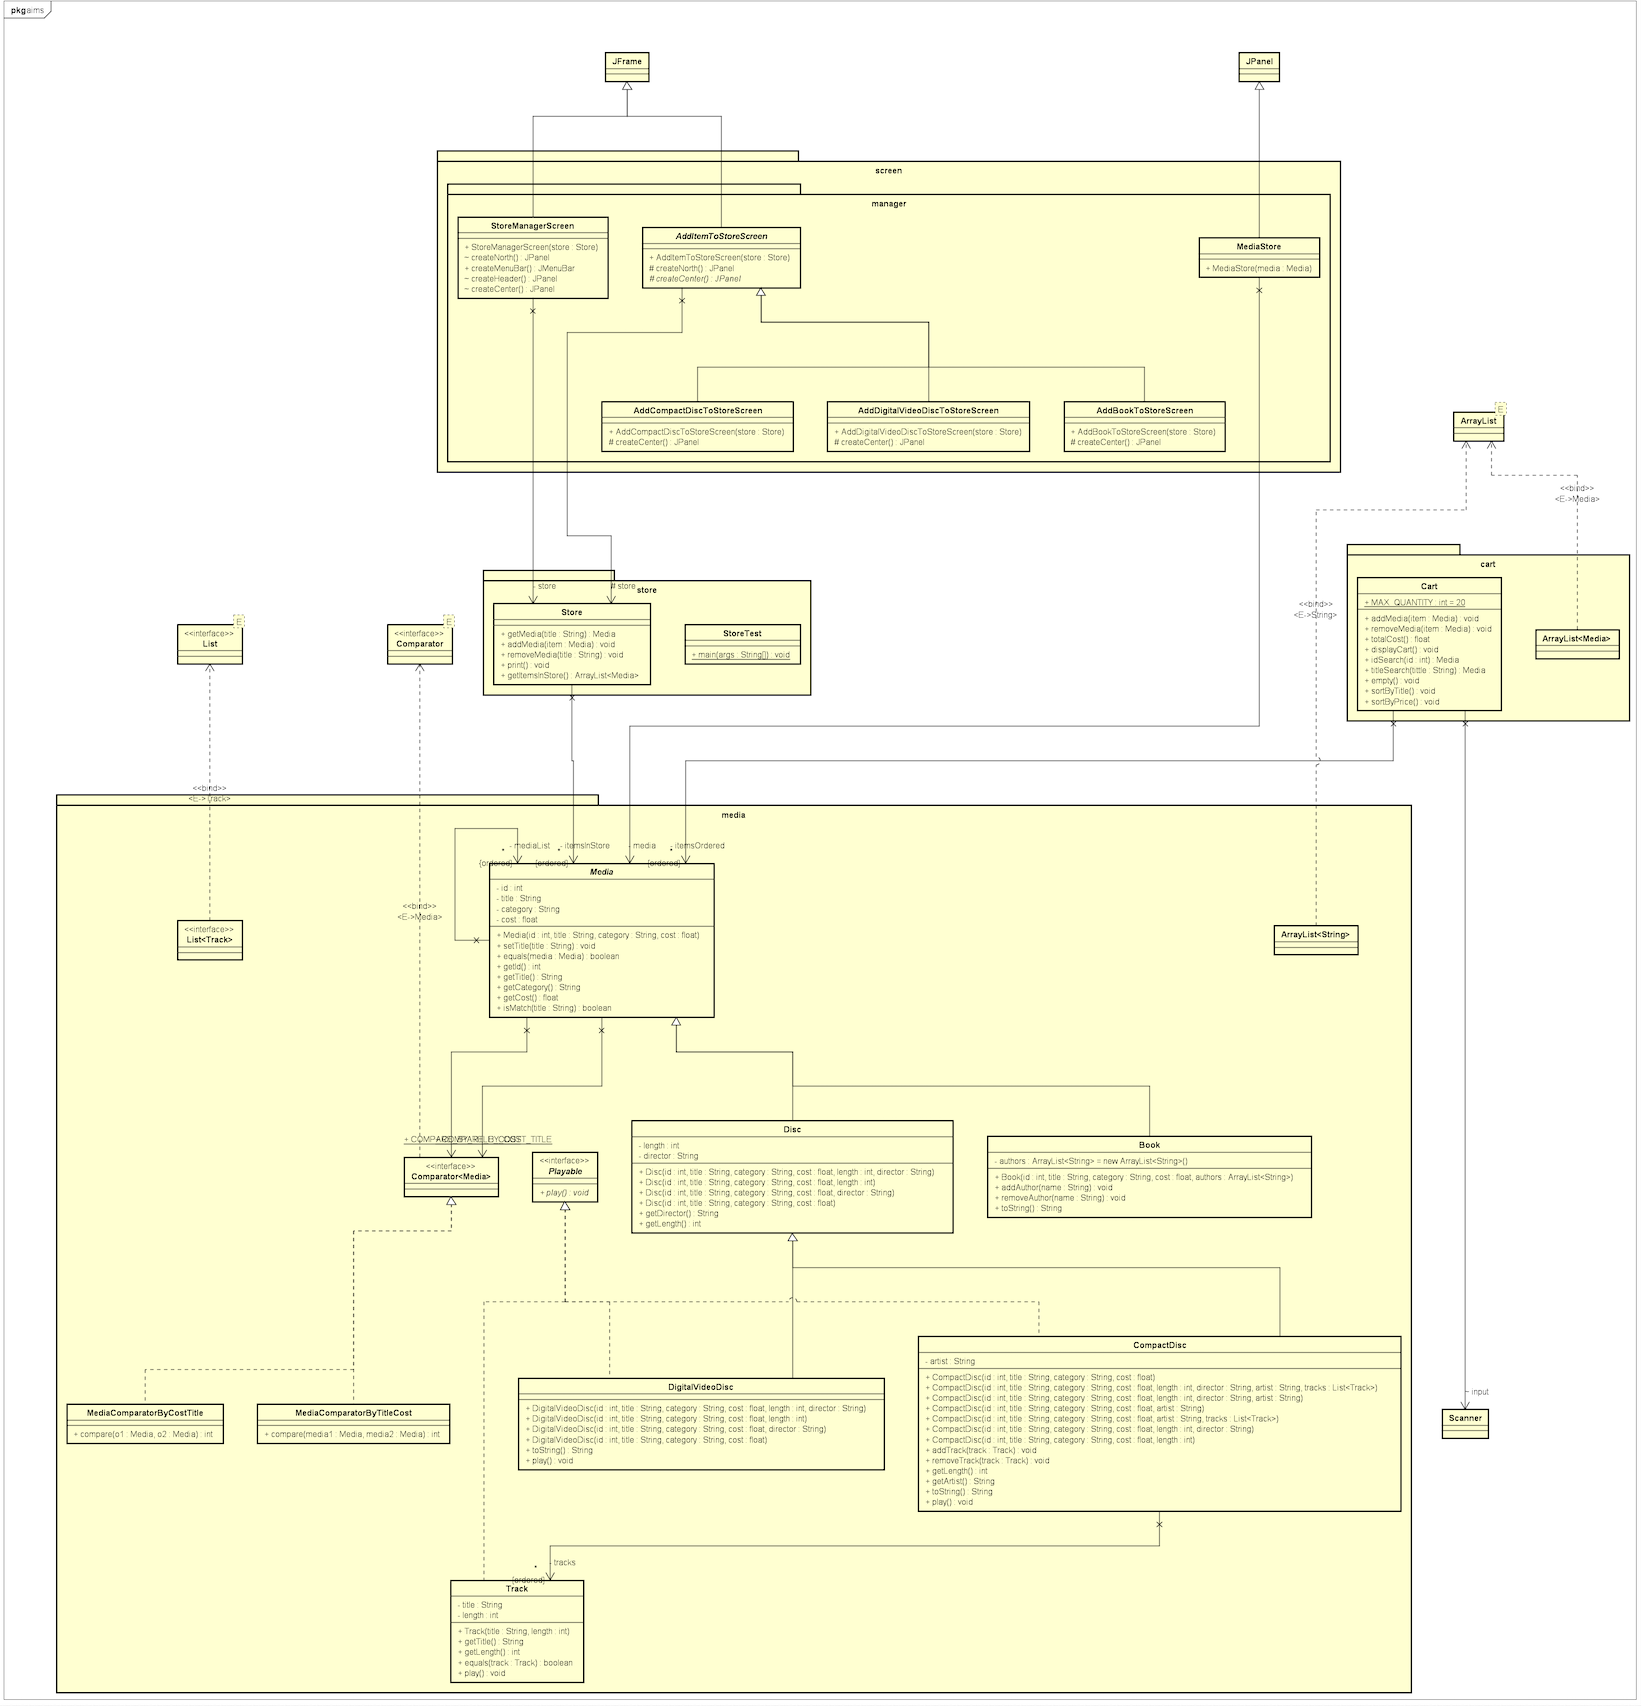 pkg aims
JFrame
JPanel
screen
manager
StoreManagerScreen
+ StoreManagerScreen(store : Store)
~ createNorth() : JPanel
+ createMenuBar() : JMenuBar
~ createHeader() : JPanel
~ createCenter() : JPanel
AddItemToStoreScreen
+ AddItemToStoreScreen(store : Store)
# createNorth() : JPanel
# createCenter() : JPanel
MediaStore
+ MediaStore(media : Media)
AddCompactDiscToStoreScreen
+ AddCompactDiscToStoreScreen(store : Store)
# createCenter() : JPanel
AddDigitalVideoDiscToStoreScreen
+ AddDigitalVideoDiscToStoreScreen(store : Store)
# createCenter() : JPanel
AddBookToStoreScreen
+ AddBookToStoreScreen(store : Store)
# createCenter() : JPanel
E
ArrayList
<<bind>>
<E->Media>
<<bind>>
<E->String>
cart
Cart
+ MAX_QUANTITY : int = 20
+ addMedia(item : Media) : void
+ removeMedia(item : Media) : void
+ totalCost() : float
+ displayCart() : void
+ idSearch(id : int) : Media
+ titleSearch(tittle : String) : Media
+ empty() : void
+ sortByTitle() : void
+ sortByPrice() : void
ArrayList<Media>
- store
# store
store
Store
+ getMedia(title : String) : Media
+ addMedia(item : Media) : void
+ removeMedia(title : String) : void
+ print() : void
+ getItemsInStore() : ArrayList<Media>
StoreTest
+ main(args : String[]) : void
E
<<interface>>
List
E
<<interface>>
Comparator
<<bind>>
<E->Track>
media
- mediaList
*
{ordered}
- itemsInStore
*
{ordered}
- media
- itemsOrdered
*
{ordered}
Media
- id : int
- title : String
- category : String
- cost : float
+ Media(id : int, title : String, category : String, cost : float)
+ setTitle(title : String) : void
+ equals(media : Media) : boolean
+ getId() : int
+ getTitle() : String
+ getCategory() : String
+ getCost() : float
+ isMatch(title : String) : boolean
<<bind>>
<E->Media>
<<interface>>
List<Track>
ArrayList<String>
<<interface>>
Comparator<Media>
<<interface>>
Playable
+ play() : void
Disc
- length : int
- director : String
+ Disc(id : int, title : String, category : String, cost : float, length : int, director : String)
+ Disc(id : int, title : String, category : String, cost : float, length : int)
+ Disc(id : int, title : String, category : String, cost : float, director : String)
+ Disc(id : int, title : String, category : String, cost : float)
+ getDirector() : String
+ getLength() : int
Book
- authors : ArrayList<String> = new ArrayList<String>()
+ Book(id : int, title : String, category : String, cost : float, authors : ArrayList<String>)
+ addAuthor(name : String) : void
+ removeAuthor(name : String) : void
+ toString() : String
MediaComparatorByCostTitle
+ compare(o1 : Media, o2 : Media) : int
MediaComparatorByTitleCost
+ compare(media1 : Media, media2 : Media) : int
DigitalVideoDisc
+ DigitalVideoDisc(id : int, title : String, category : String, cost : float, length : int, director : String)
+ DigitalVideoDisc(id : int, title : String, category : String, cost : float, length : int)
+ DigitalVideoDisc(id : int, title : String, category : String, cost : float, director : String)
+ DigitalVideoDisc(id : int, title : String, category : String, cost : float)
+ toString() : String
+ play() : void
CompactDisc
- artist : String
+ CompactDisc(id : int, title : String, category : String, cost : float)
+ CompactDisc(id : int, title : String, category : String, cost : float, length : int, director : String, artist : String, tracks : List<Track>)
+ CompactDisc(id : int, title : String, category : String, cost : float, length : int, director : String, artist : String)
+ CompactDisc(id : int, title : String, category : String, cost : float, artist : String)
+ CompactDisc(id : int, title : String, category : String, cost : float, artist : String, tracks : List<Track>)
+ CompactDisc(id : int, title : String, category : String, cost : float, length : int, director : String)
+ CompactDisc(id : int, title : String, category : String, cost : float, length : int)
+ addTrack(track : Track) : void
+ removeTrack(track : Track) : void
+ getLength() : int
+ getArtist() : String
+ toString() : String
+ play() : void
~ input
Scanner
- tracks
*
{ordered}
Track
- title : String
- length : int
+ Track(title : String, length : int)
+ getTitle() : String
+ getLength() : int
+ equals(track : Track) : boolean
+ play() : void